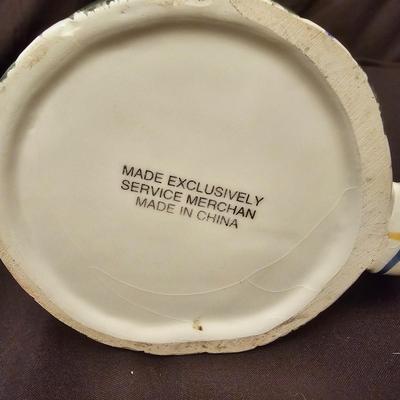 MADE EXCLUSIVELY
SERVICE MERCHAN
MADE IN CHINA